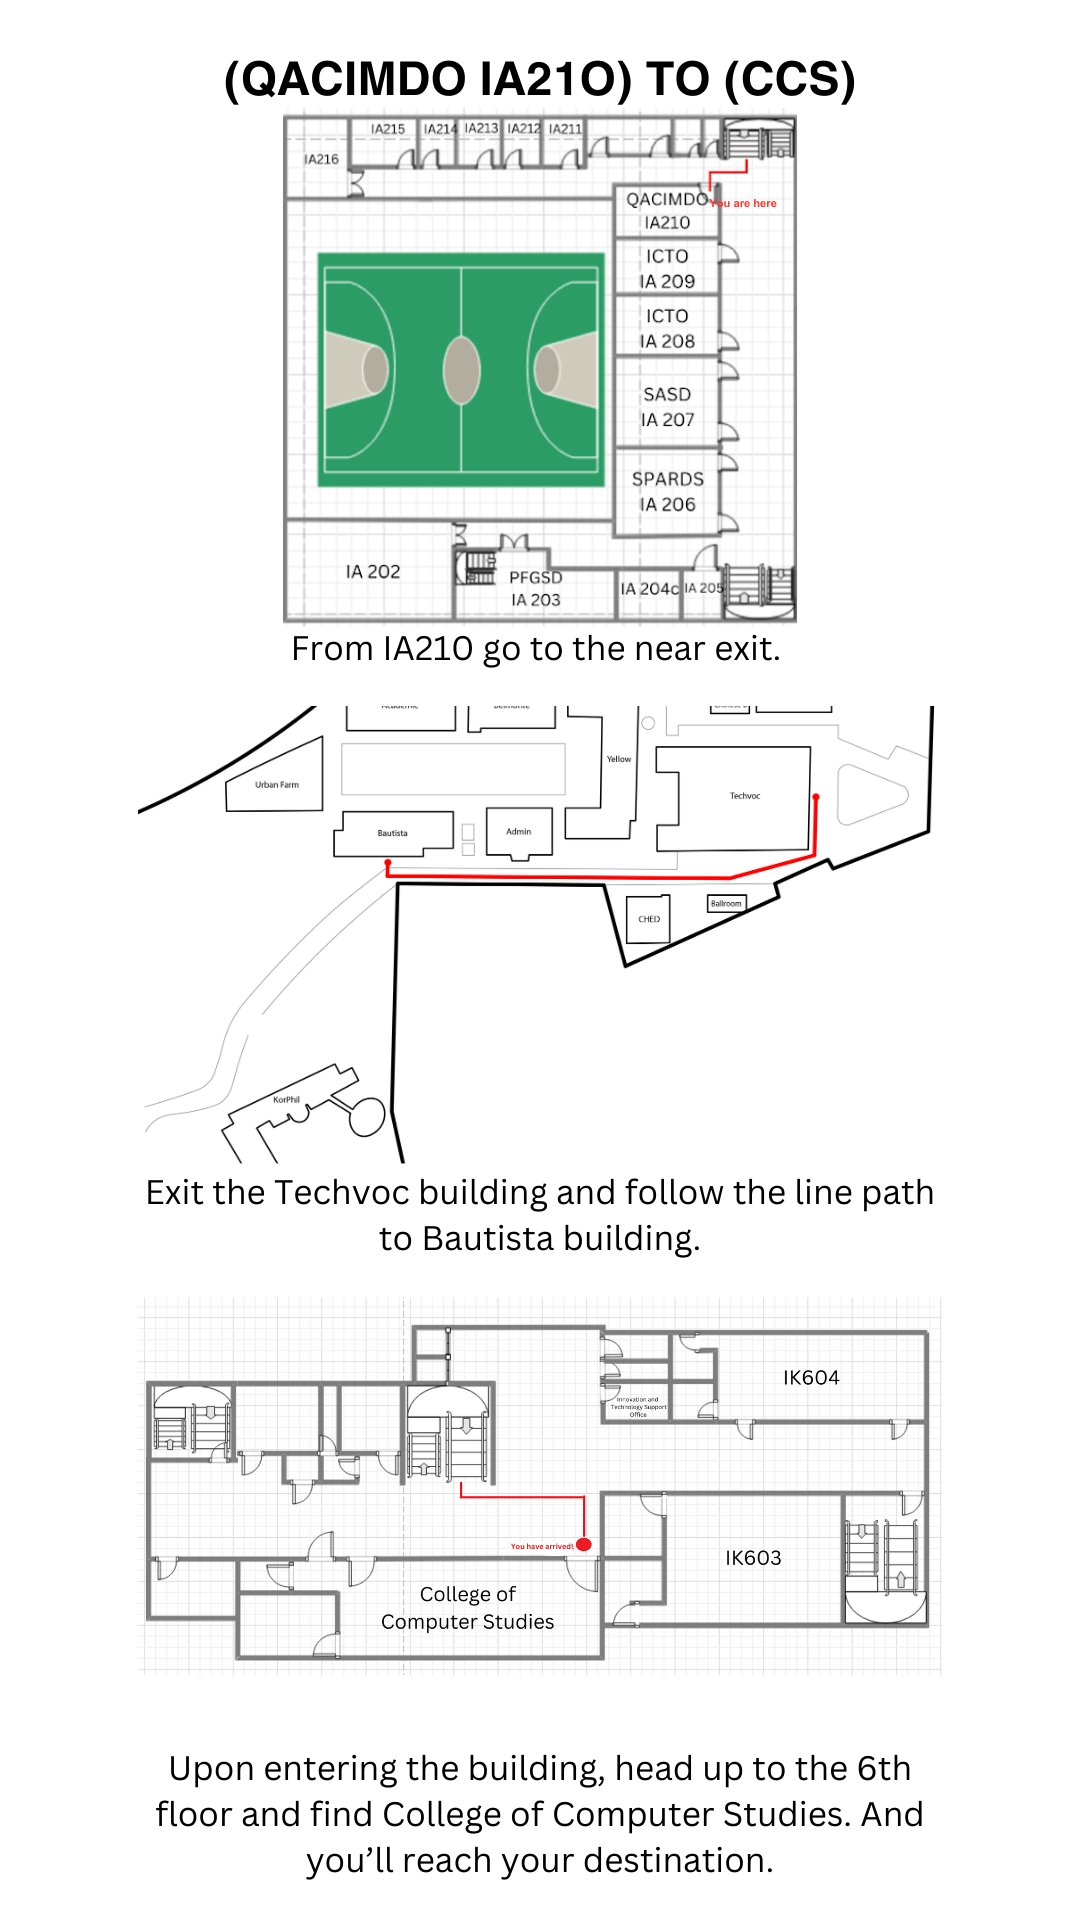 (QACIMDO IA21O) TO (CCS)
IA215
IA214
IA213
IA212
IA211
IA216
QACIMDO
IA210
You are here
ICTO
IA 209
ICTO
IA 208
SASD
IA 207
SPARDS
IA 206
IA 202
PFGSD
IA 203
IA 204c
IA 205
From IA210 go to the near exit.
Academic
Belmonte
Yellow
Urban Farm
Techvoc
Bautista
Admin
CHED
Ballroom
KorPhil
Exit the Techvoc building and follow the line path
to Bautista building.
IK604
Innovation and
Technology Support
Office
You have arrived!
IK603
College of
Computer Studies
Upon entering the building, head up to the 6th
floor and find College of Computer Studies. And
you’ll reach your destination.